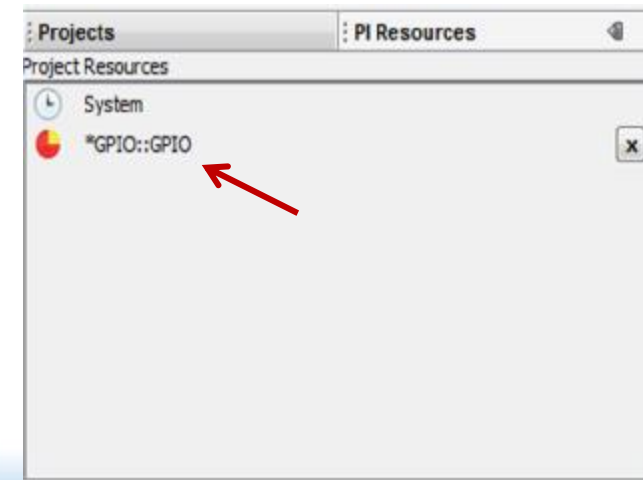 Projects PI Resources
Project Resources
System
*GPIO::GPIO x